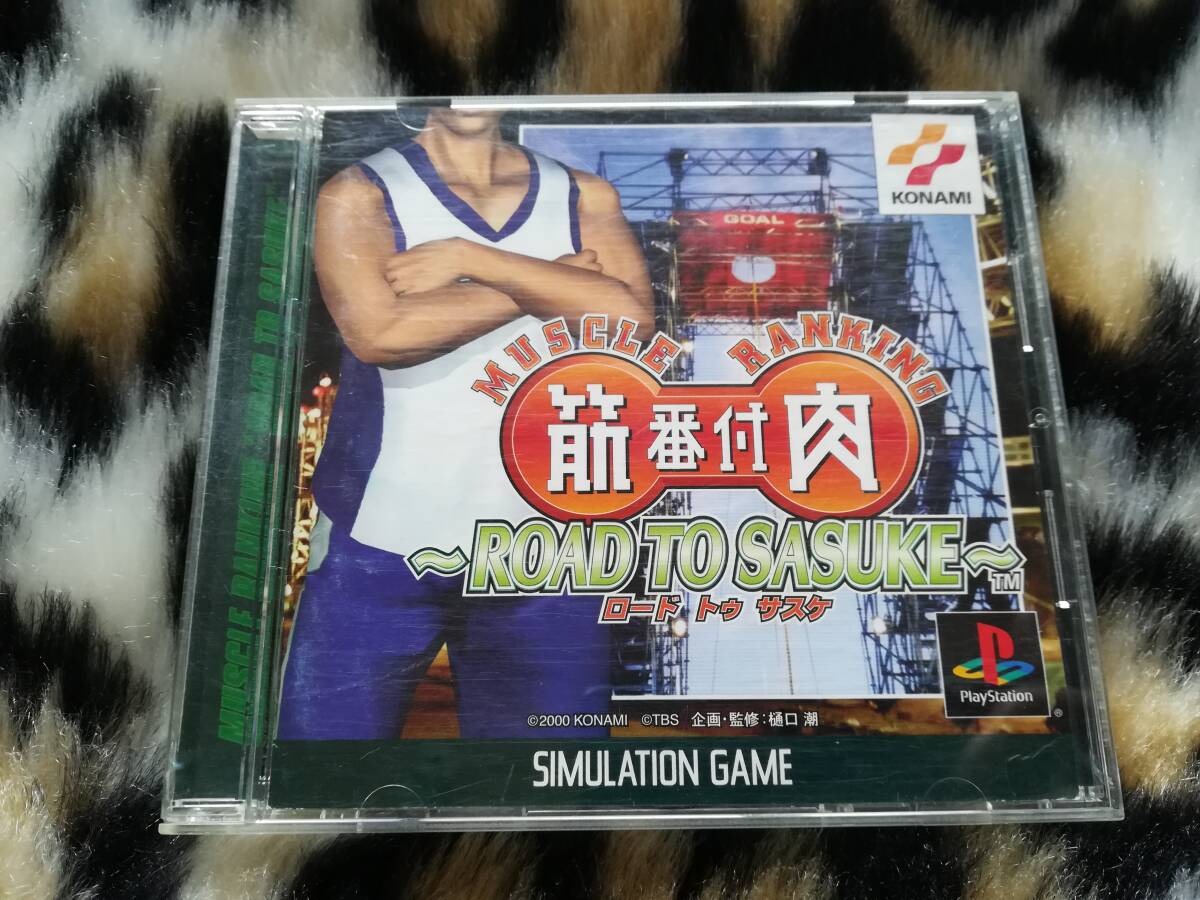 MUSCLE RANKING ROAD TO SASUKE
KONAMI
GOAL
MUSCLE RANKING
筋番付肉
～ROAD TO SASUKE～TM
ロード トゥ サスケ
PlayStation
®
©2000 KONAMI ©TBS 企画・監修：樋口 潮
SIMULATION GAME